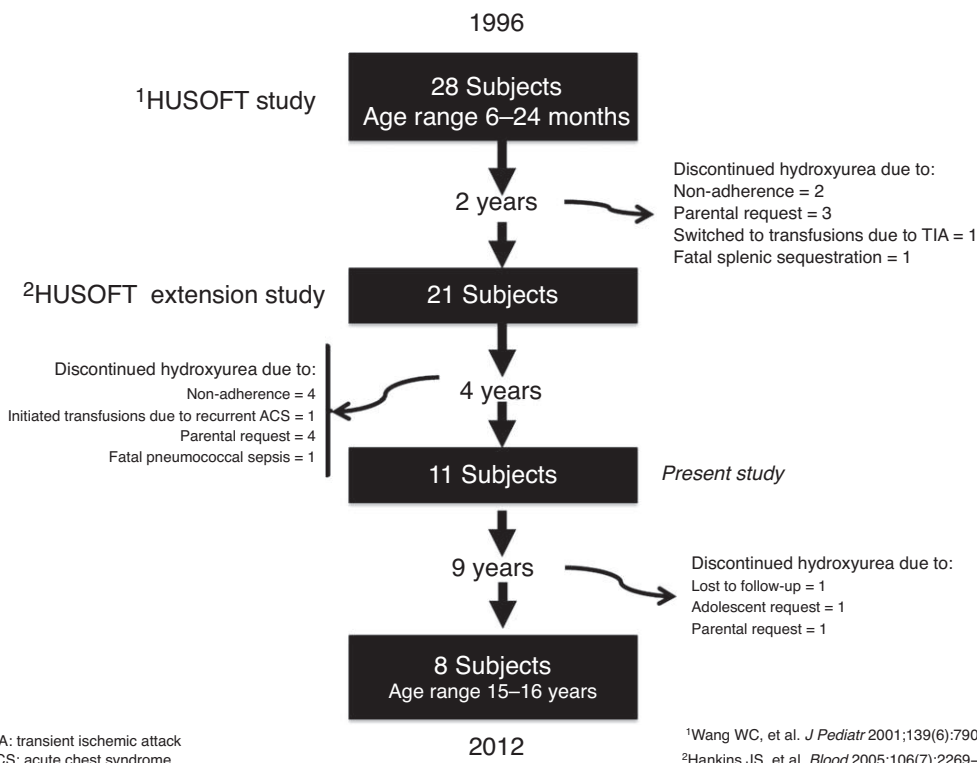 1996
¹HUSOFT study
28 Subjects
Age range 6–24 months
2 years
Discontinued hydroxyurea due to:
Non-adherence = 2
Parental request = 3
Switched to transfusions due to TIA = 1
Fatal splenic sequestration = 1
²HUSOFT extension study
21 Subjects
Discontinued hydroxyurea due to:
Non-adherence = 4
Initiated transfusions due to recurrent ACS = 1
Parental request = 4
Fatal pneumococcal sepsis = 1
4 years
11 Subjects
Present study
9 years
Discontinued hydroxyurea due to:
Lost to follow-up = 1
Adolescent request = 1
Parental request = 1
8 Subjects
Age range 15–16 years
2012
A: transient ischemic attack
CS: acute chest syndrome
¹Wang WC, et al. J Pediatr 2001;139(6):790
²Hankins JS, et al. Blood 2005;106(7):2269–